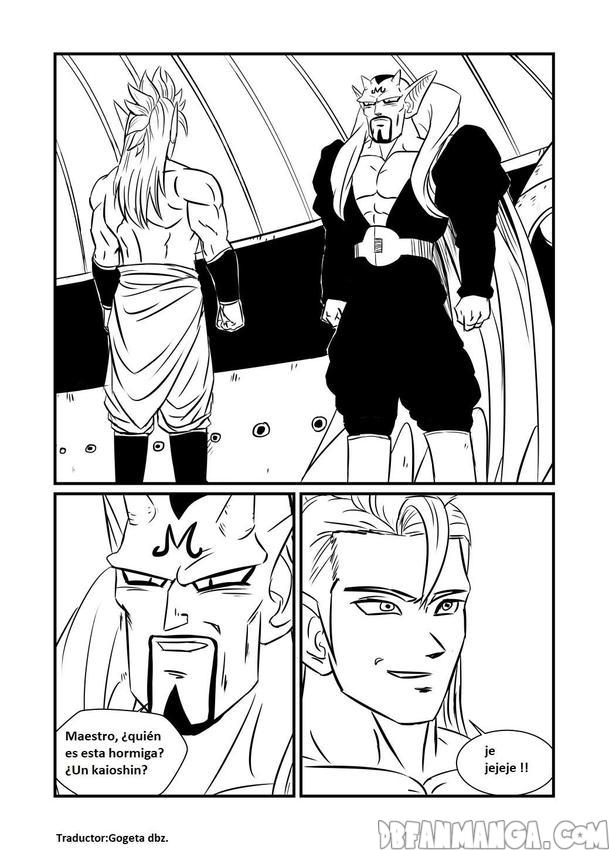 Maestro, ¿quién
es esta hormiga?
¿Un kaioshin?
je
jejeje !!
Traductor:Gogeta dbz.
DBFANMANGA.COM